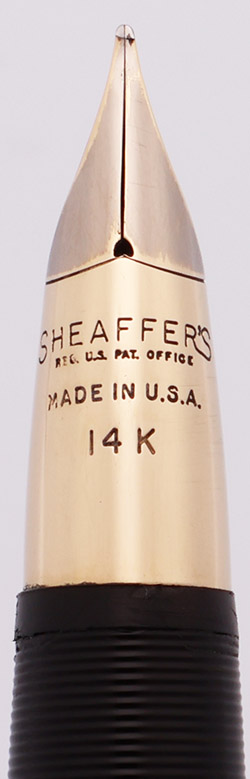 SHEAFFER'S
REG. U.S. PAT. OFFICE
MADE IN U.S.A.
14K